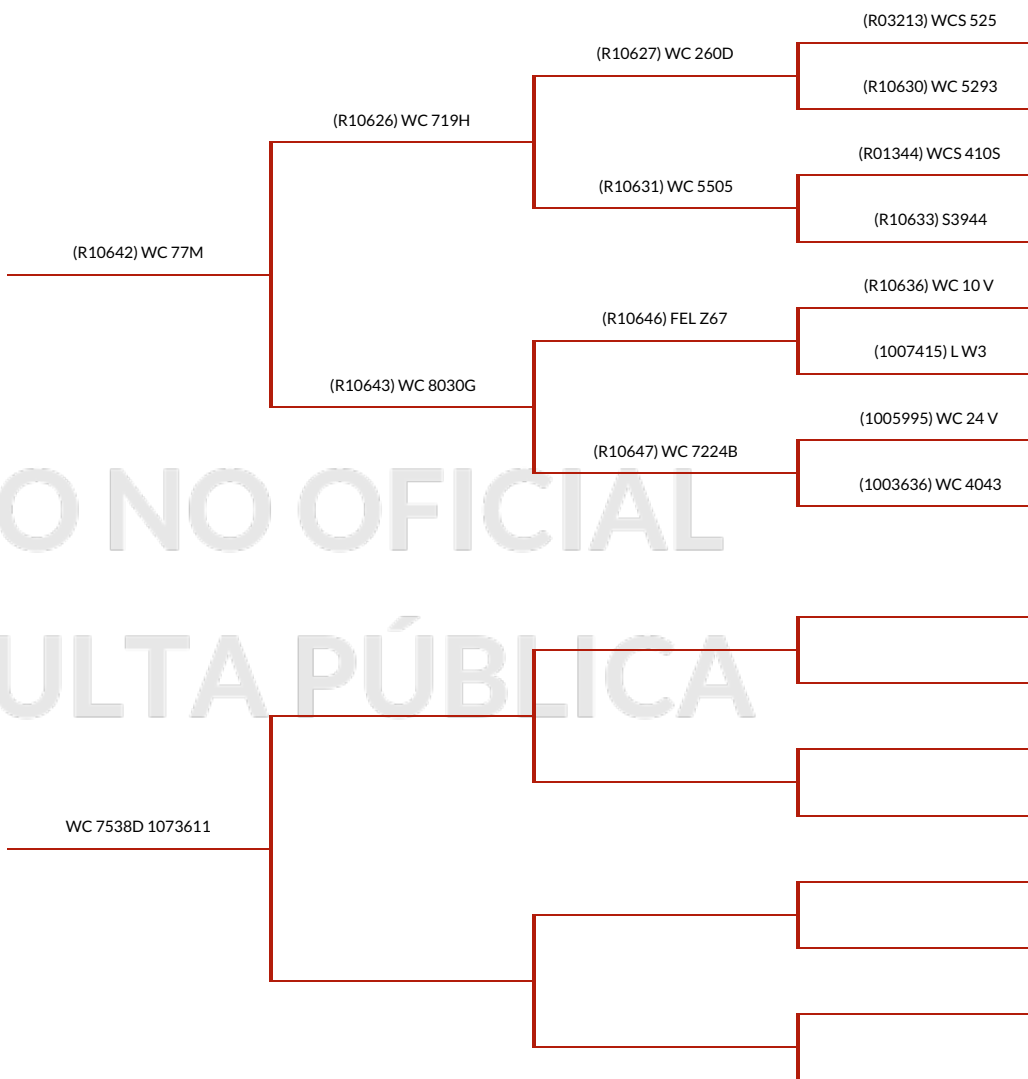 (R03213) WCS 525
(R10627) WC 260D
(R10630) WC 5293
(R10626) WC 719H
(R01344) WCS 410S
(R10631) WC 5505
(R10633) S3944
(R10642) WC 77M
(R10636) WC 10 V
(R10646) FEL Z67
(1007415) L W3
(R10643) WC 8030G
(1005995) WC 24 V
(R10647) WC 7224B
(1003636) WC 4043
O NO OFICIAL
ULTA PÚBLICA
WC 7538D 1073611